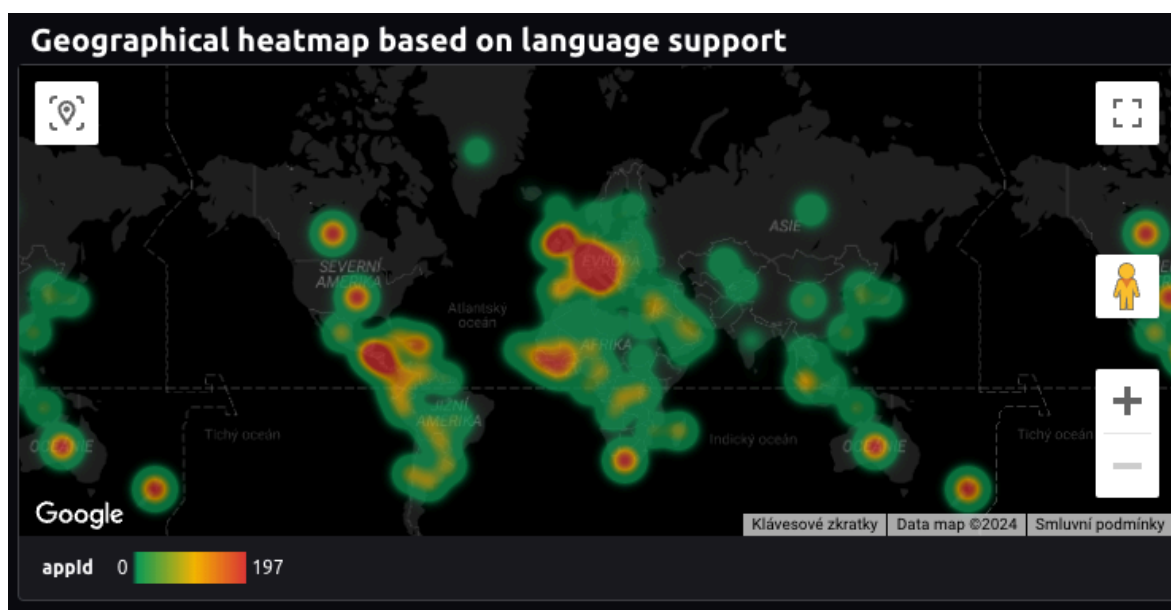 Geographical heatmap based on language support
ASIE
SEVERNÍ
AMERIKA
EVROPA
Atlantský
oceán
AFRIKA
JIŽNÍ
AMERIKA
Tichý oceán
Indický oceán
Tichý oceán
OCEÁNIE
OCEÁNIE
Google
Klávesové zkratky
Data map ©2024
Smluvní podmínky
appId 0 197